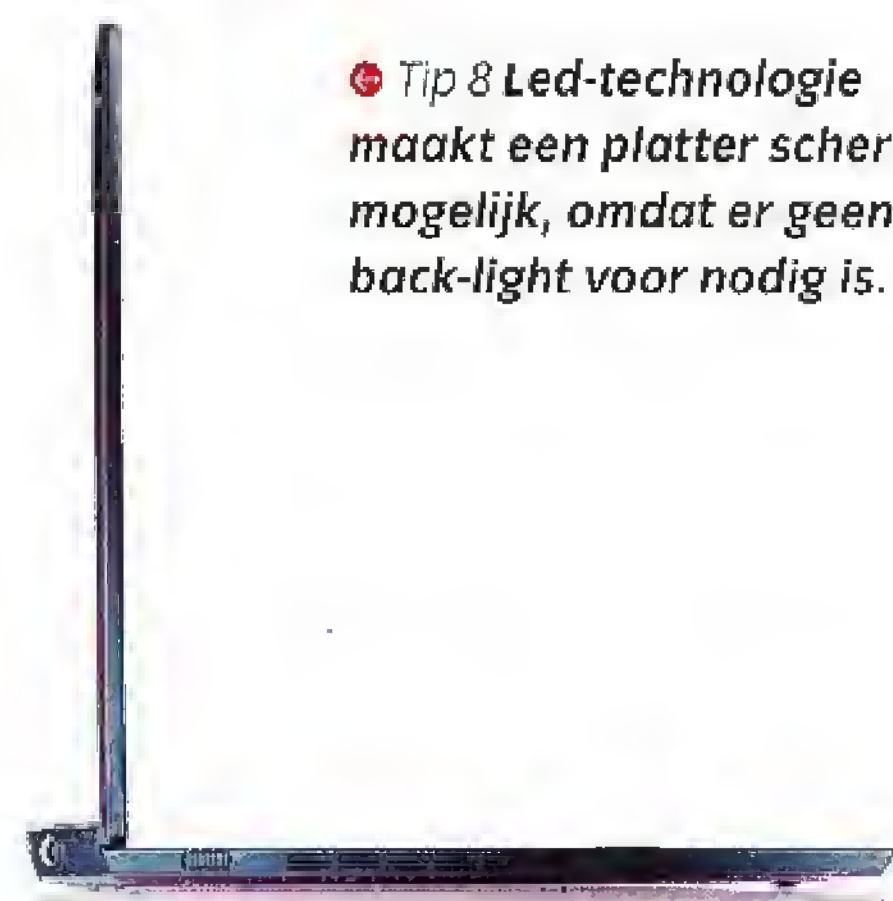 Tip 8 Led-technologie
maakt een platter scher
mogelijk, omdat er geen
back-light voor nodig is.